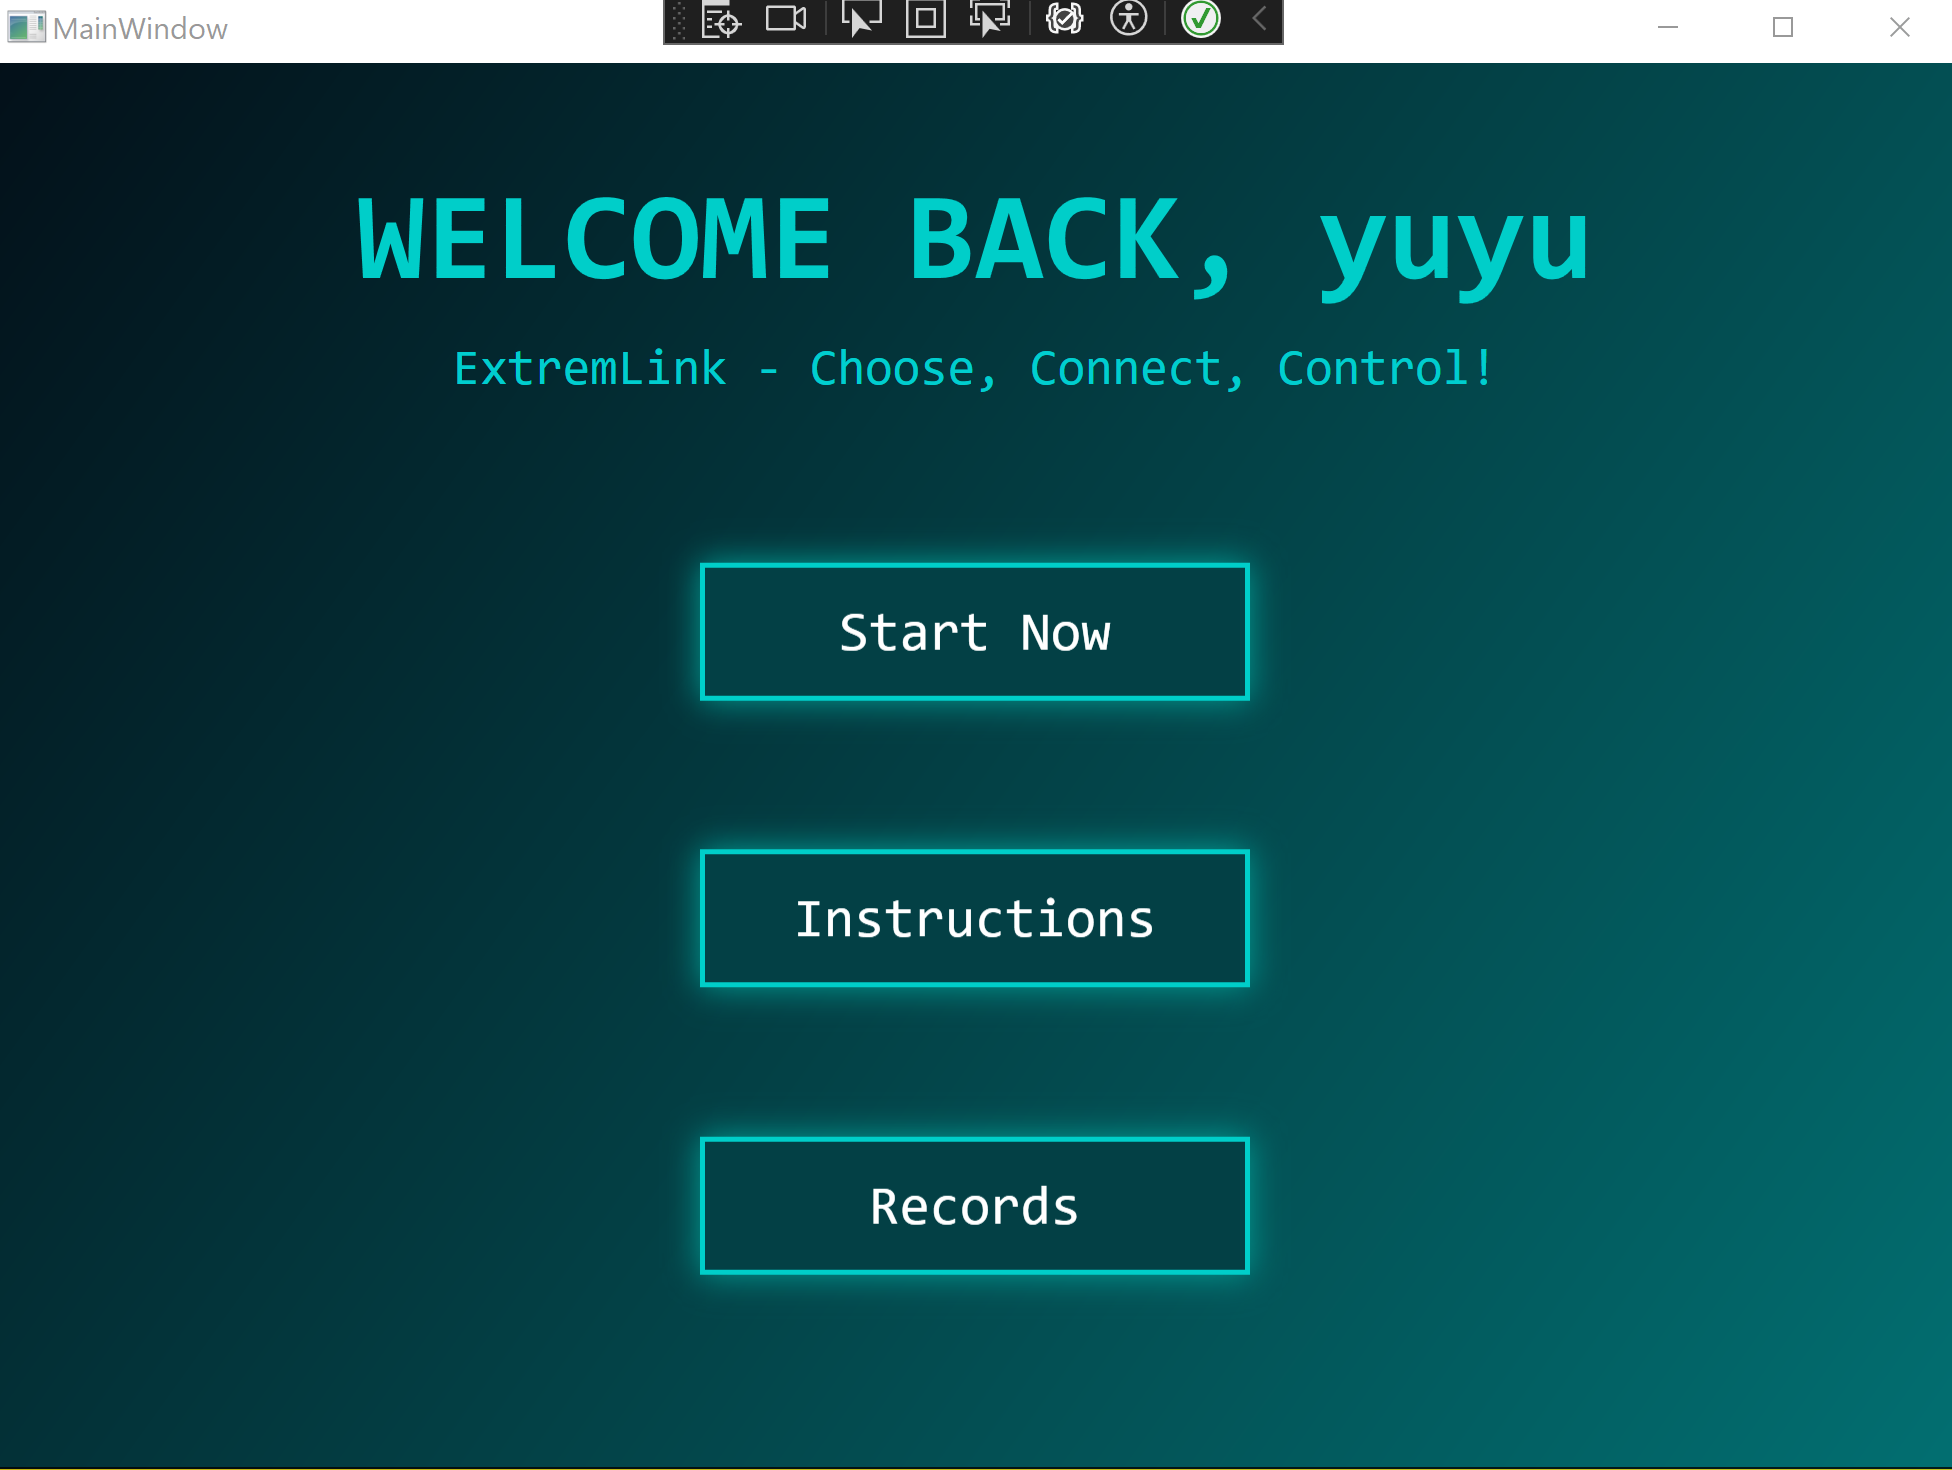 MainWindow
WELCOME BACK, yuyu
ExtremLink - Choose, Connect, Control!
Start Now
Instructions
Records